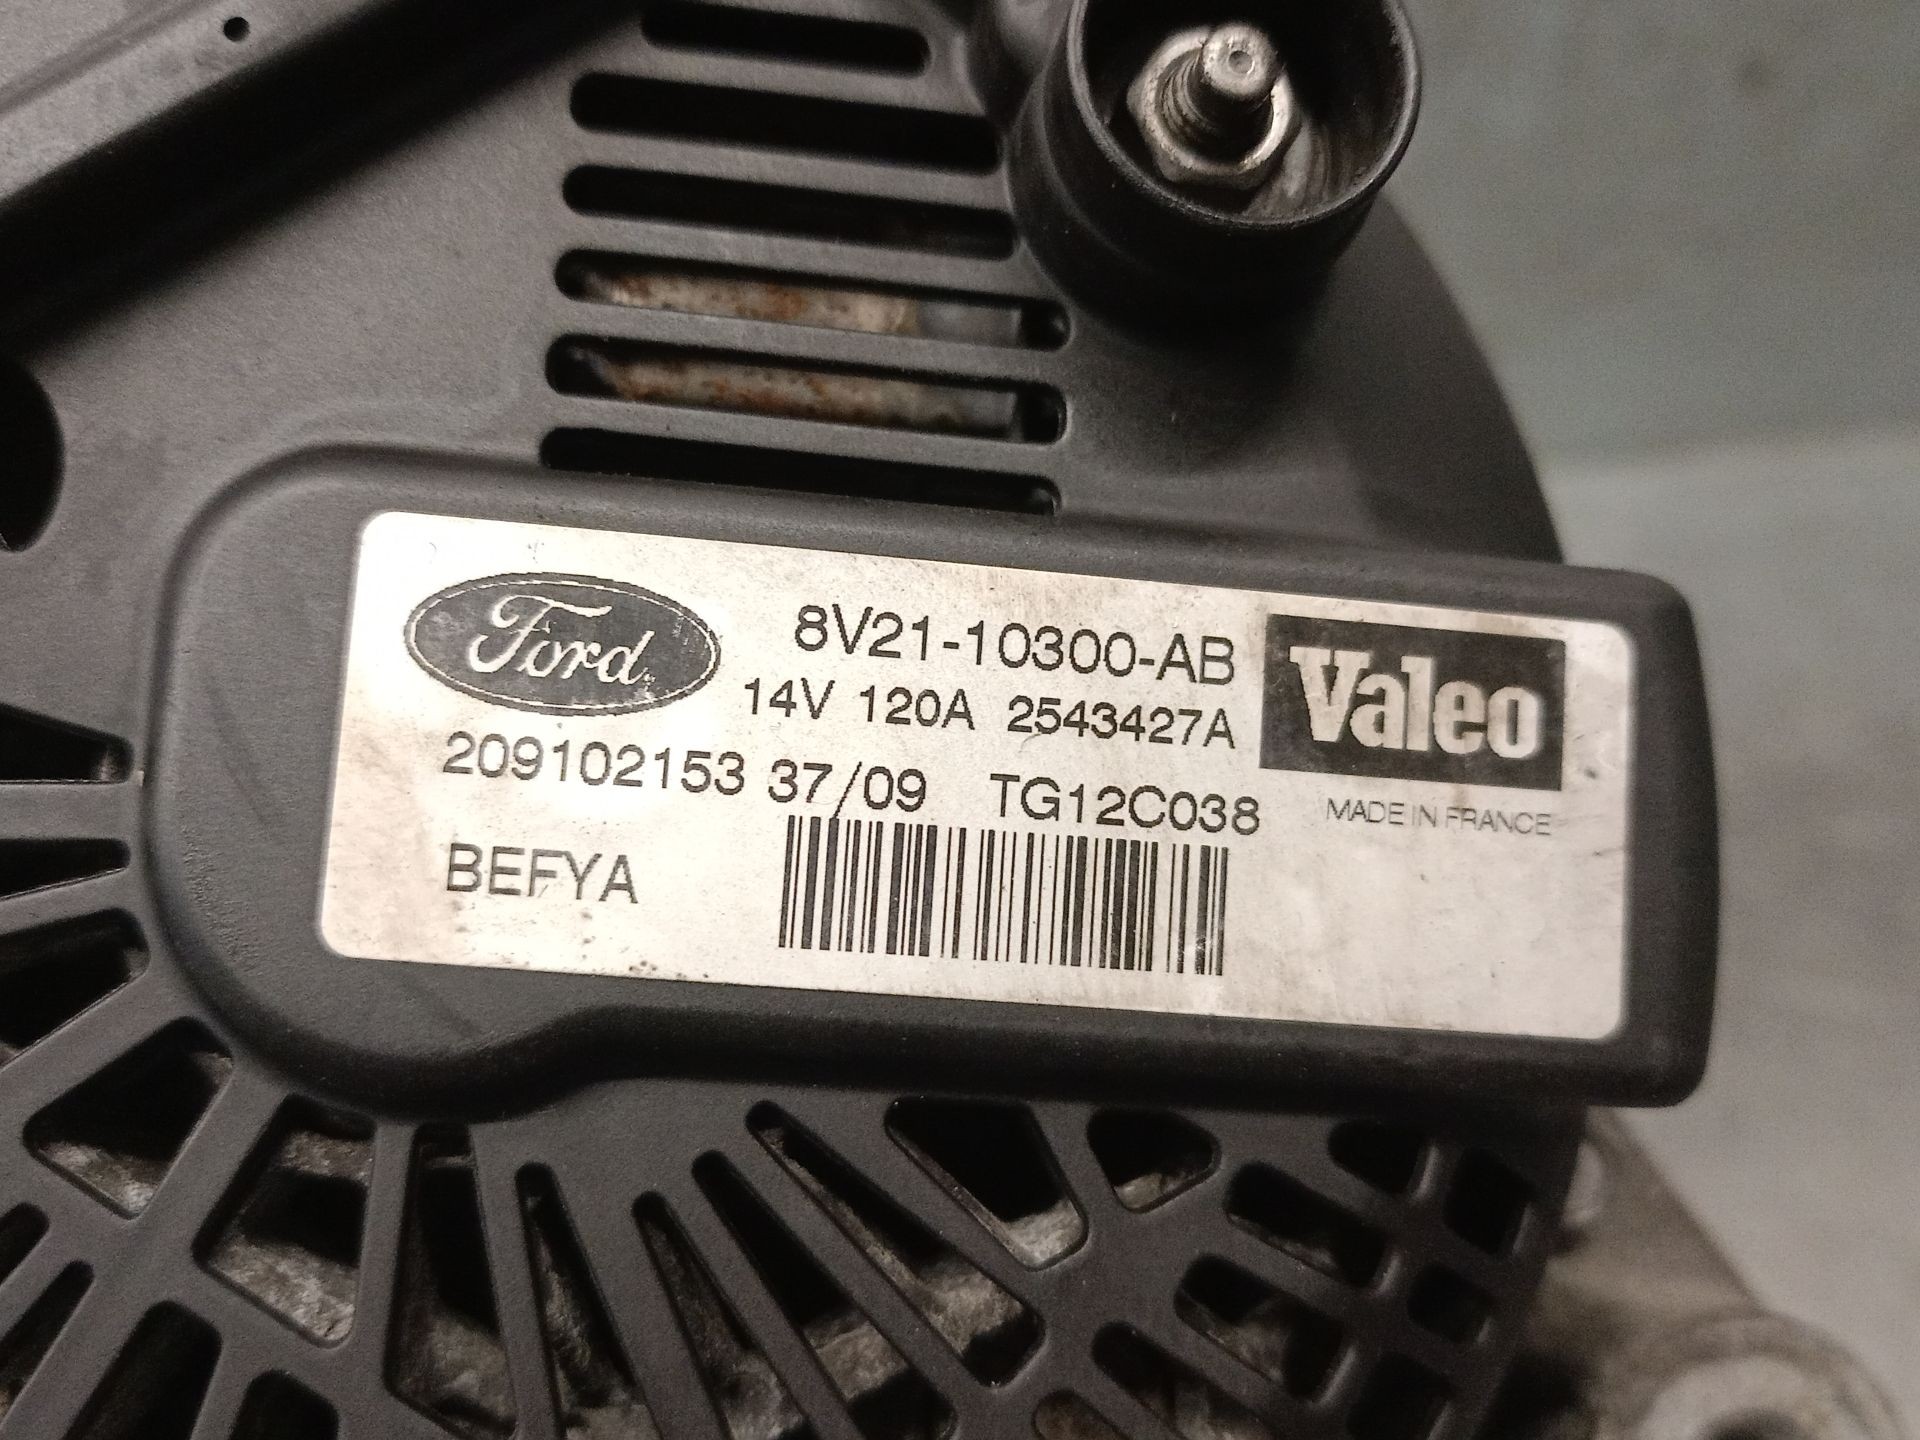 Ford
8V21-10300-AB
Valeo
14V 120A 2543427A
209102153 37/09 TG12C038
MADE IN FRANCE
BEFYA